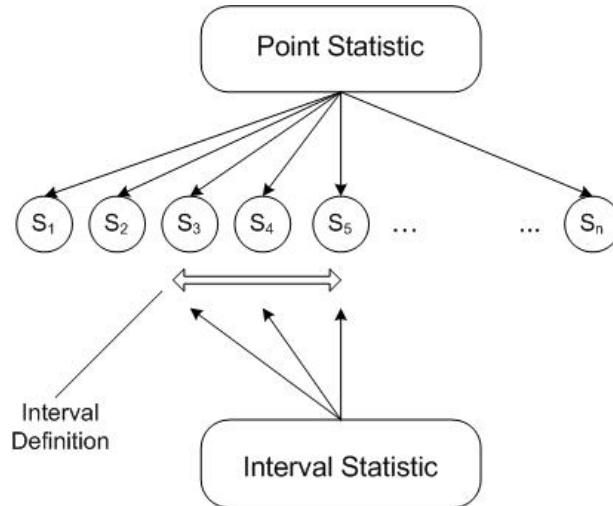 Point Statistic
S1 S2 S3 S4 S5 ... ... Sn
Interval
Definition
Interval Statistic